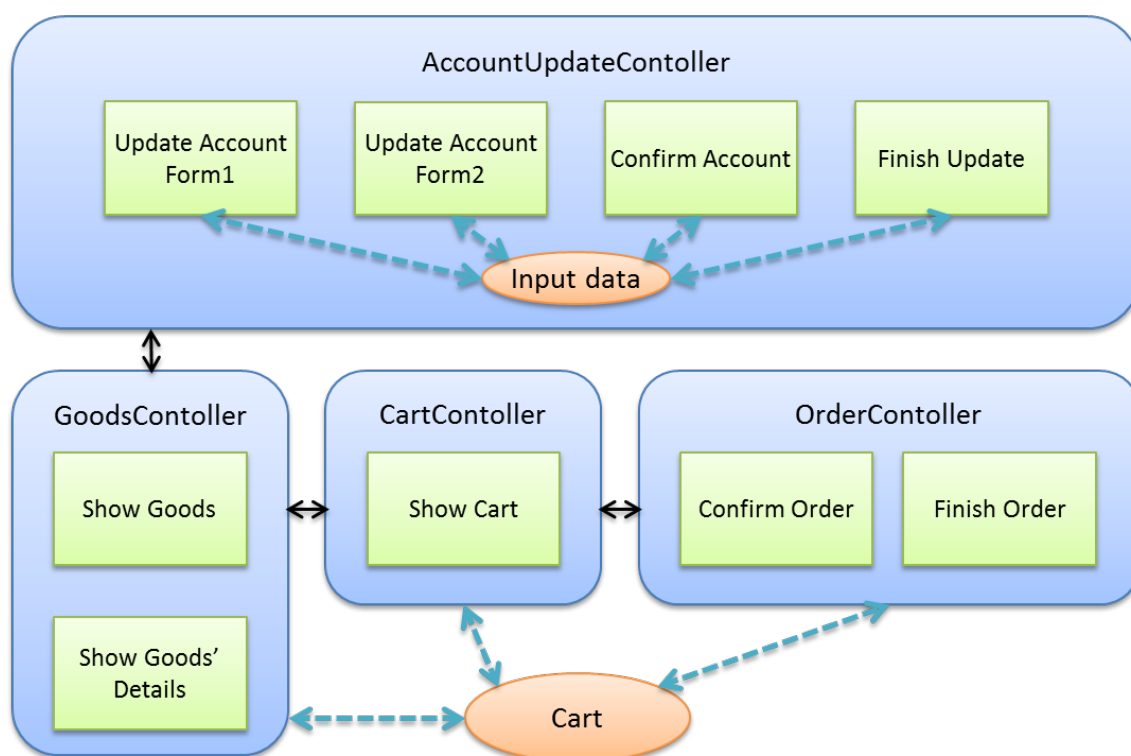 AccountUpdateContoller
Update Account
Form1
Update Account
Form2
Confirm Account
Finish Update
Input data
GoodsContoller
Show Goods
Show Goods’
Details
CartContoller
Show Cart
OrderContoller
Confirm Order
Finish Order
Cart